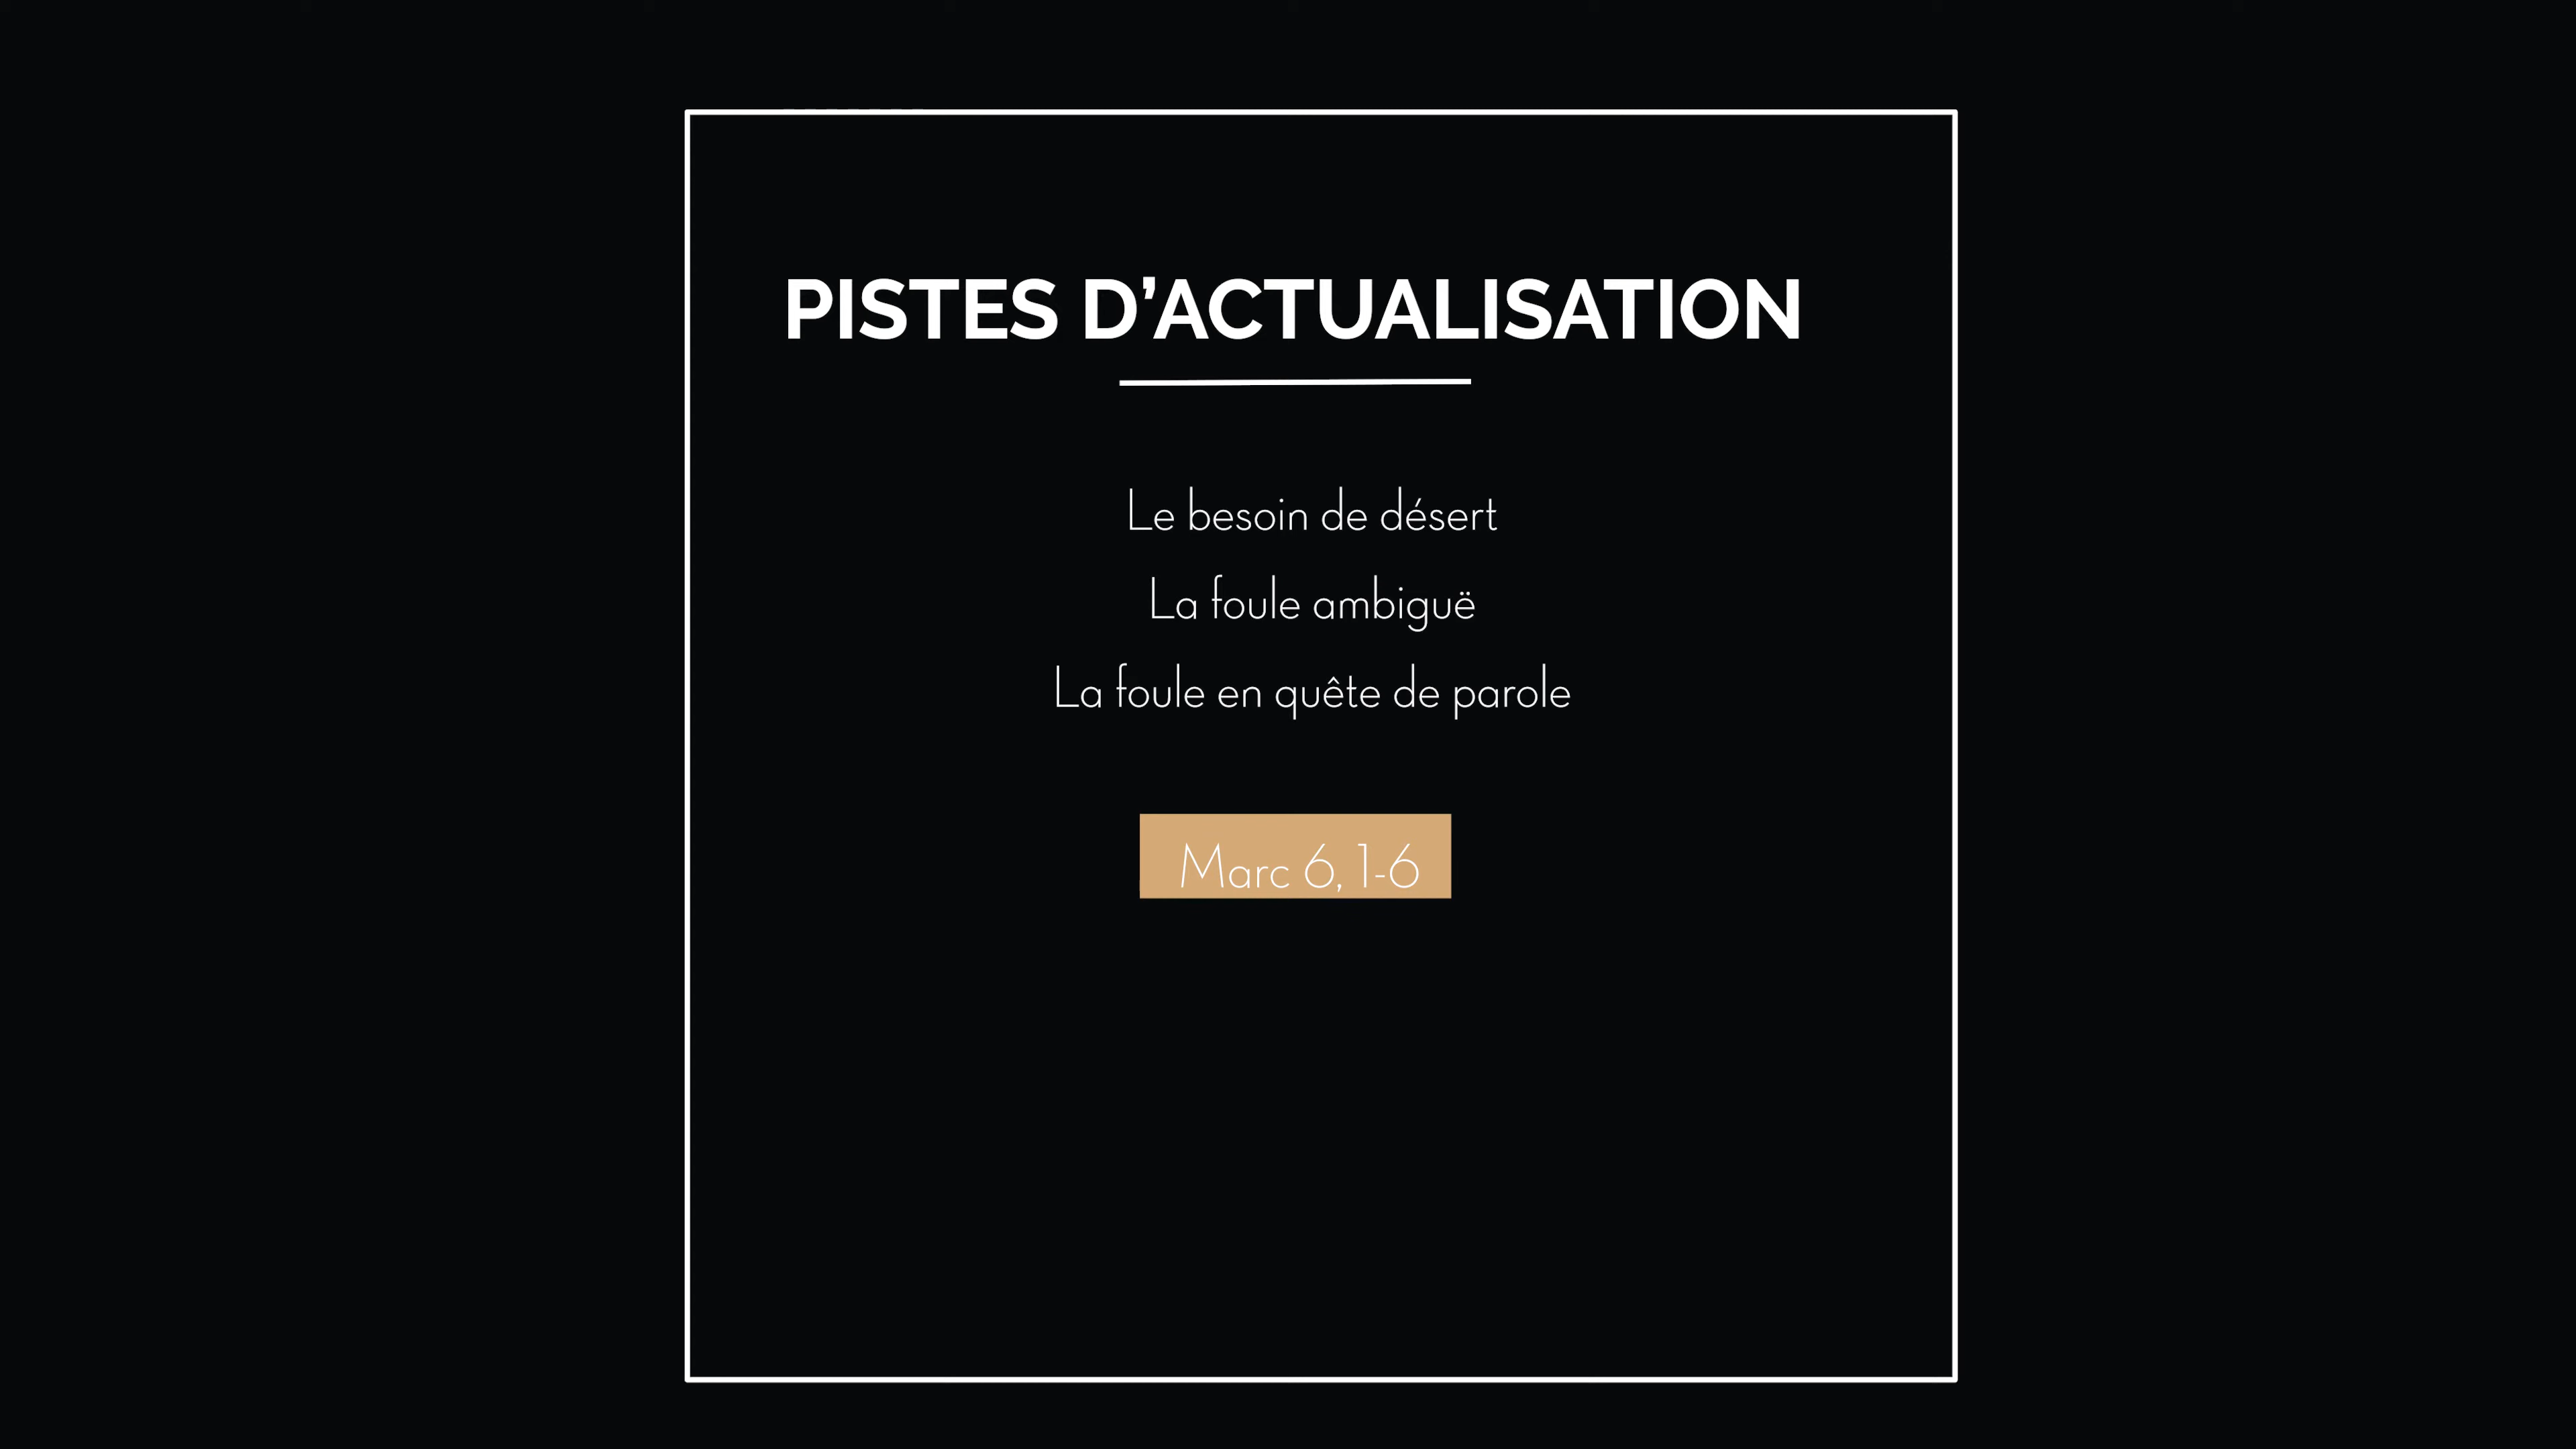 PISTES D’ACTUALISATION
Le besoin de désert
La foule ambiguë
La foule en quête de parole
Marc 6, 1-6